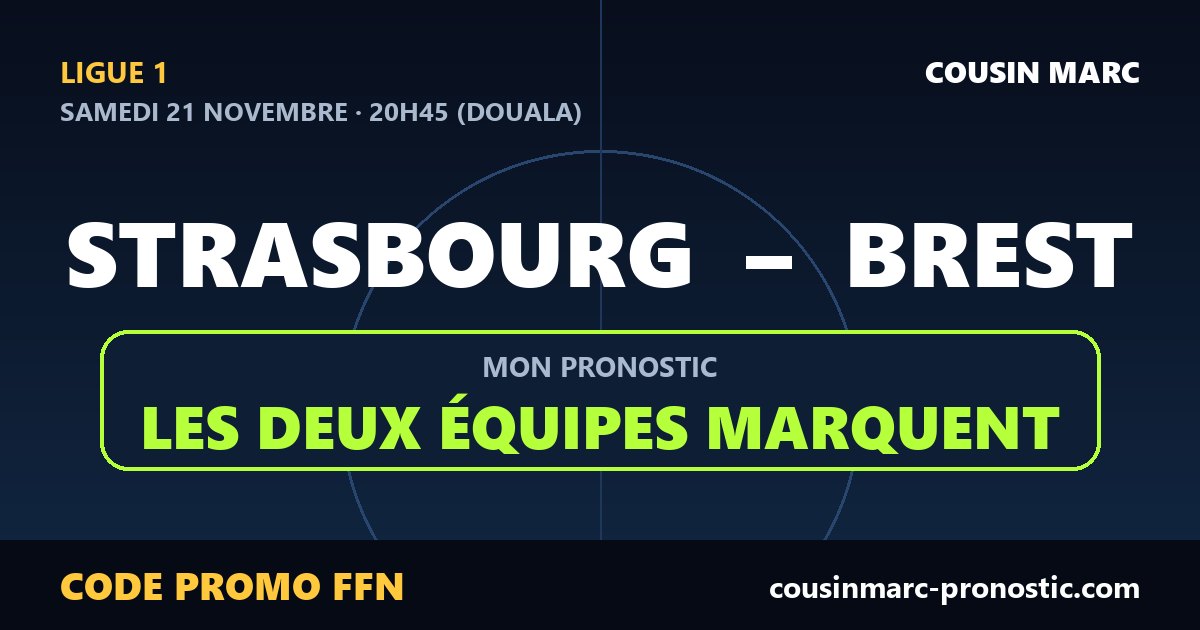 LIGUE 1
COUSIN MARC
SAMEDI 21 NOVEMBRE · 20H45 (DOUALA)
STRASBOURG – BREST
MON PRONOSTIC
LES DEUX ÉQUIPES MARQUENT
CODE PROMO FFN
cousinmarc-pronostic.com